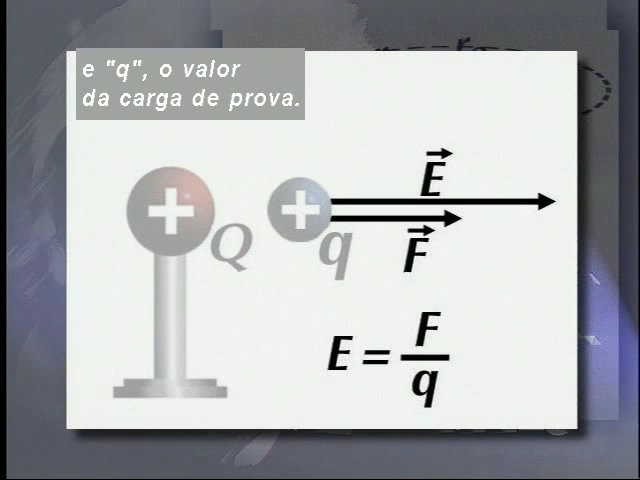 e "q", o valor
da carga de prova.
E
Q
q
F
E = F/q